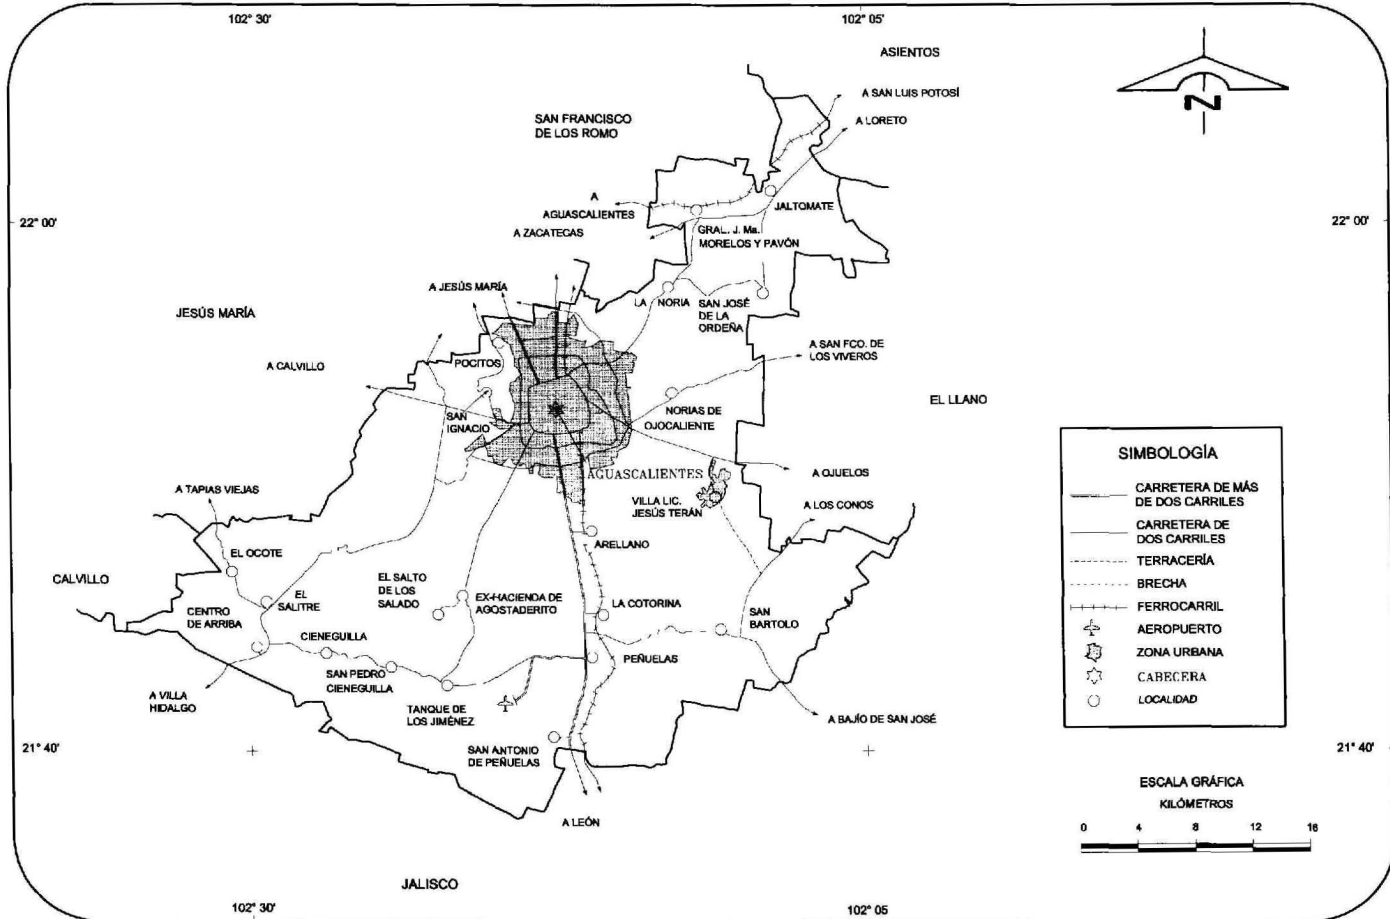 102° 30'
102° 05'
ASIENTOS
A SAN LUIS POTOSÍ
SAN FRANCISCO
DE LOS ROMO
A LORETO
N
A
AGUASCALIENTES
JALTOMATE
22° 00'
22° 00'
A ZACATECAS
GRAL. J. Ma.
MORELOS Y PAVÓN
A JESÚS MARÍA
LA NORIA
SAN JOSÉ
DE LA
ORDEÑA
JESÚS MARÍA
A SAN FCO. DE
LOS VIVEROS
POCITOS
A CALVILLO
SAN
IGNACIO
NORIAS DE
OJOCALIENTE
EL LLANO
AGUASCALIENTES
A OJUELOS
A TAPIAS VIEJAS
VILLA LIC.
JESÚS TERÁN
A LOS CONOS
ARELLANO
EL OCOTE
CALVILLO
EL
SALITRE
EL SALTO
DE LOS
SALADO
EX-HACIENDA DE
AGOSTADERITO
LA COTORINA
CENTRO
DE ARRIBA
SAN
BARTOLO
CIENEGUILLA
PEÑUELAS
SAN PEDRO
CIENEGUILLA
A VILLA
HIDALGO
TANQUE DE
LOS JIMÉNEZ
A BAJÍO DE SAN JOSÉ
21° 40'
21° 40'
SAN ANTONIO
DE PEÑUELAS
A LEÓN
JALISCO
102° 30'
102° 05
SIMBOLOGÍA
CARRETERA DE MÁS
DE DOS CARRILES
CARRETERA DE
DOS CARRILES
TERRACERÍA
BRECHA
FERROCARRIL
AEROPUERTO
ZONA URBANA
CABECERA
LOCALIDAD
ESCALA GRÁFICA
KILÓMETROS
0 4 8 12 16